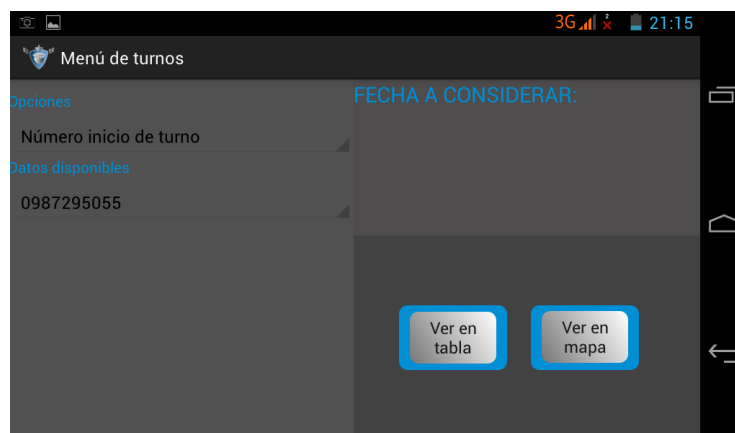 3G 2 21:15
Menú de turnos
Opciones
Número inicio de turno
Datos disponibles
0987295055
FECHA A CONSIDERAR:
Ver en
tabla
Ver en
mapa